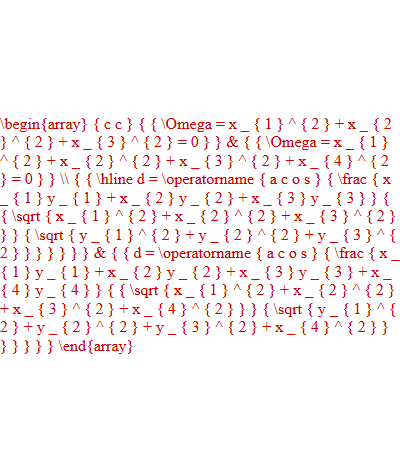 \begin{array} { c c } { { \Omega = x _ { 1 } ^ { 2 } + x _ { 2
} ^ { 2 } + x _ { 3 } ^ { 2 } = 0 } } & { { \Omega = x _ { 1 }
^ { 2 } + x _ { 2 } ^ { 2 } + x _ { 3 } ^ { 2 } + x _ { 4 } ^ { 2
} = 0 } } \\ { { \hline d = \operatorname { a c o s } { \frac { x
_ { 1 } y _ { 1 } + x _ { 2 } y _ { 2 } + x _ { 3 } y _ { 3 } } {
{ \sqrt { x _ { 1 } ^ { 2 } + x _ { 2 } ^ { 2 } + x _ { 3 } ^ { 2 }
} } { \sqrt { y _ { 1 } ^ { 2 } + y _ { 2 } ^ { 2 } + y _ { 3 } ^ {
2 } } } } } } } & { { d = \operatorname { a c o s } { \frac { x _
{ 1 } y _ { 1 } + x _ { 2 } y _ { 2 } + x _ { 3 } y _ { 3 } + x _ {
4 } y _ { 4 } } { { \sqrt { x _ { 1 } ^ { 2 } + x _ { 2 } ^ { 2 }
+ x _ { 3 } ^ { 2 } + x _ { 4 } ^ { 2 } } } { \sqrt { y _ { 1 } ^ {
2 } + y _ { 2 } ^ { 2 } + y _ { 3 } ^ { 2 } + x _ { 4 } ^ { 2 } }
} } } } } \end{array}